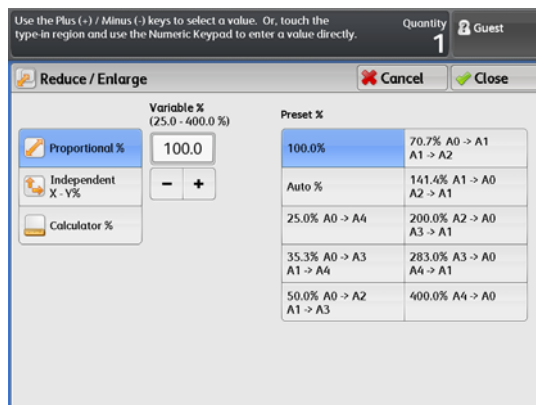 Use the Plus (+) / Minus (-) keys to select a value. Or, touch the
type-in region and use the Numeric Keypad to enter a value directly.
Quantity
1
Guest
Reduce / Enlarge
Cancel
Close
Variable %
(25.0 - 400.0 %)
Proportional %
100.0
Independent
X - Y%
- +
Calculator %
Preset %
100.0%
70.7% A0 -> A1
A1 -> A2
Auto %
141.4% A1 -> A0
A2 -> A1
25.0% A0 -> A4
200.0% A2 -> A0
A3 -> A1
35.3% A0 -> A3
A1 -> A4
283.0% A3 -> A0
A4 -> A1
50.0% A0 -> A2
A1 -> A3
400.0% A4 -> A0